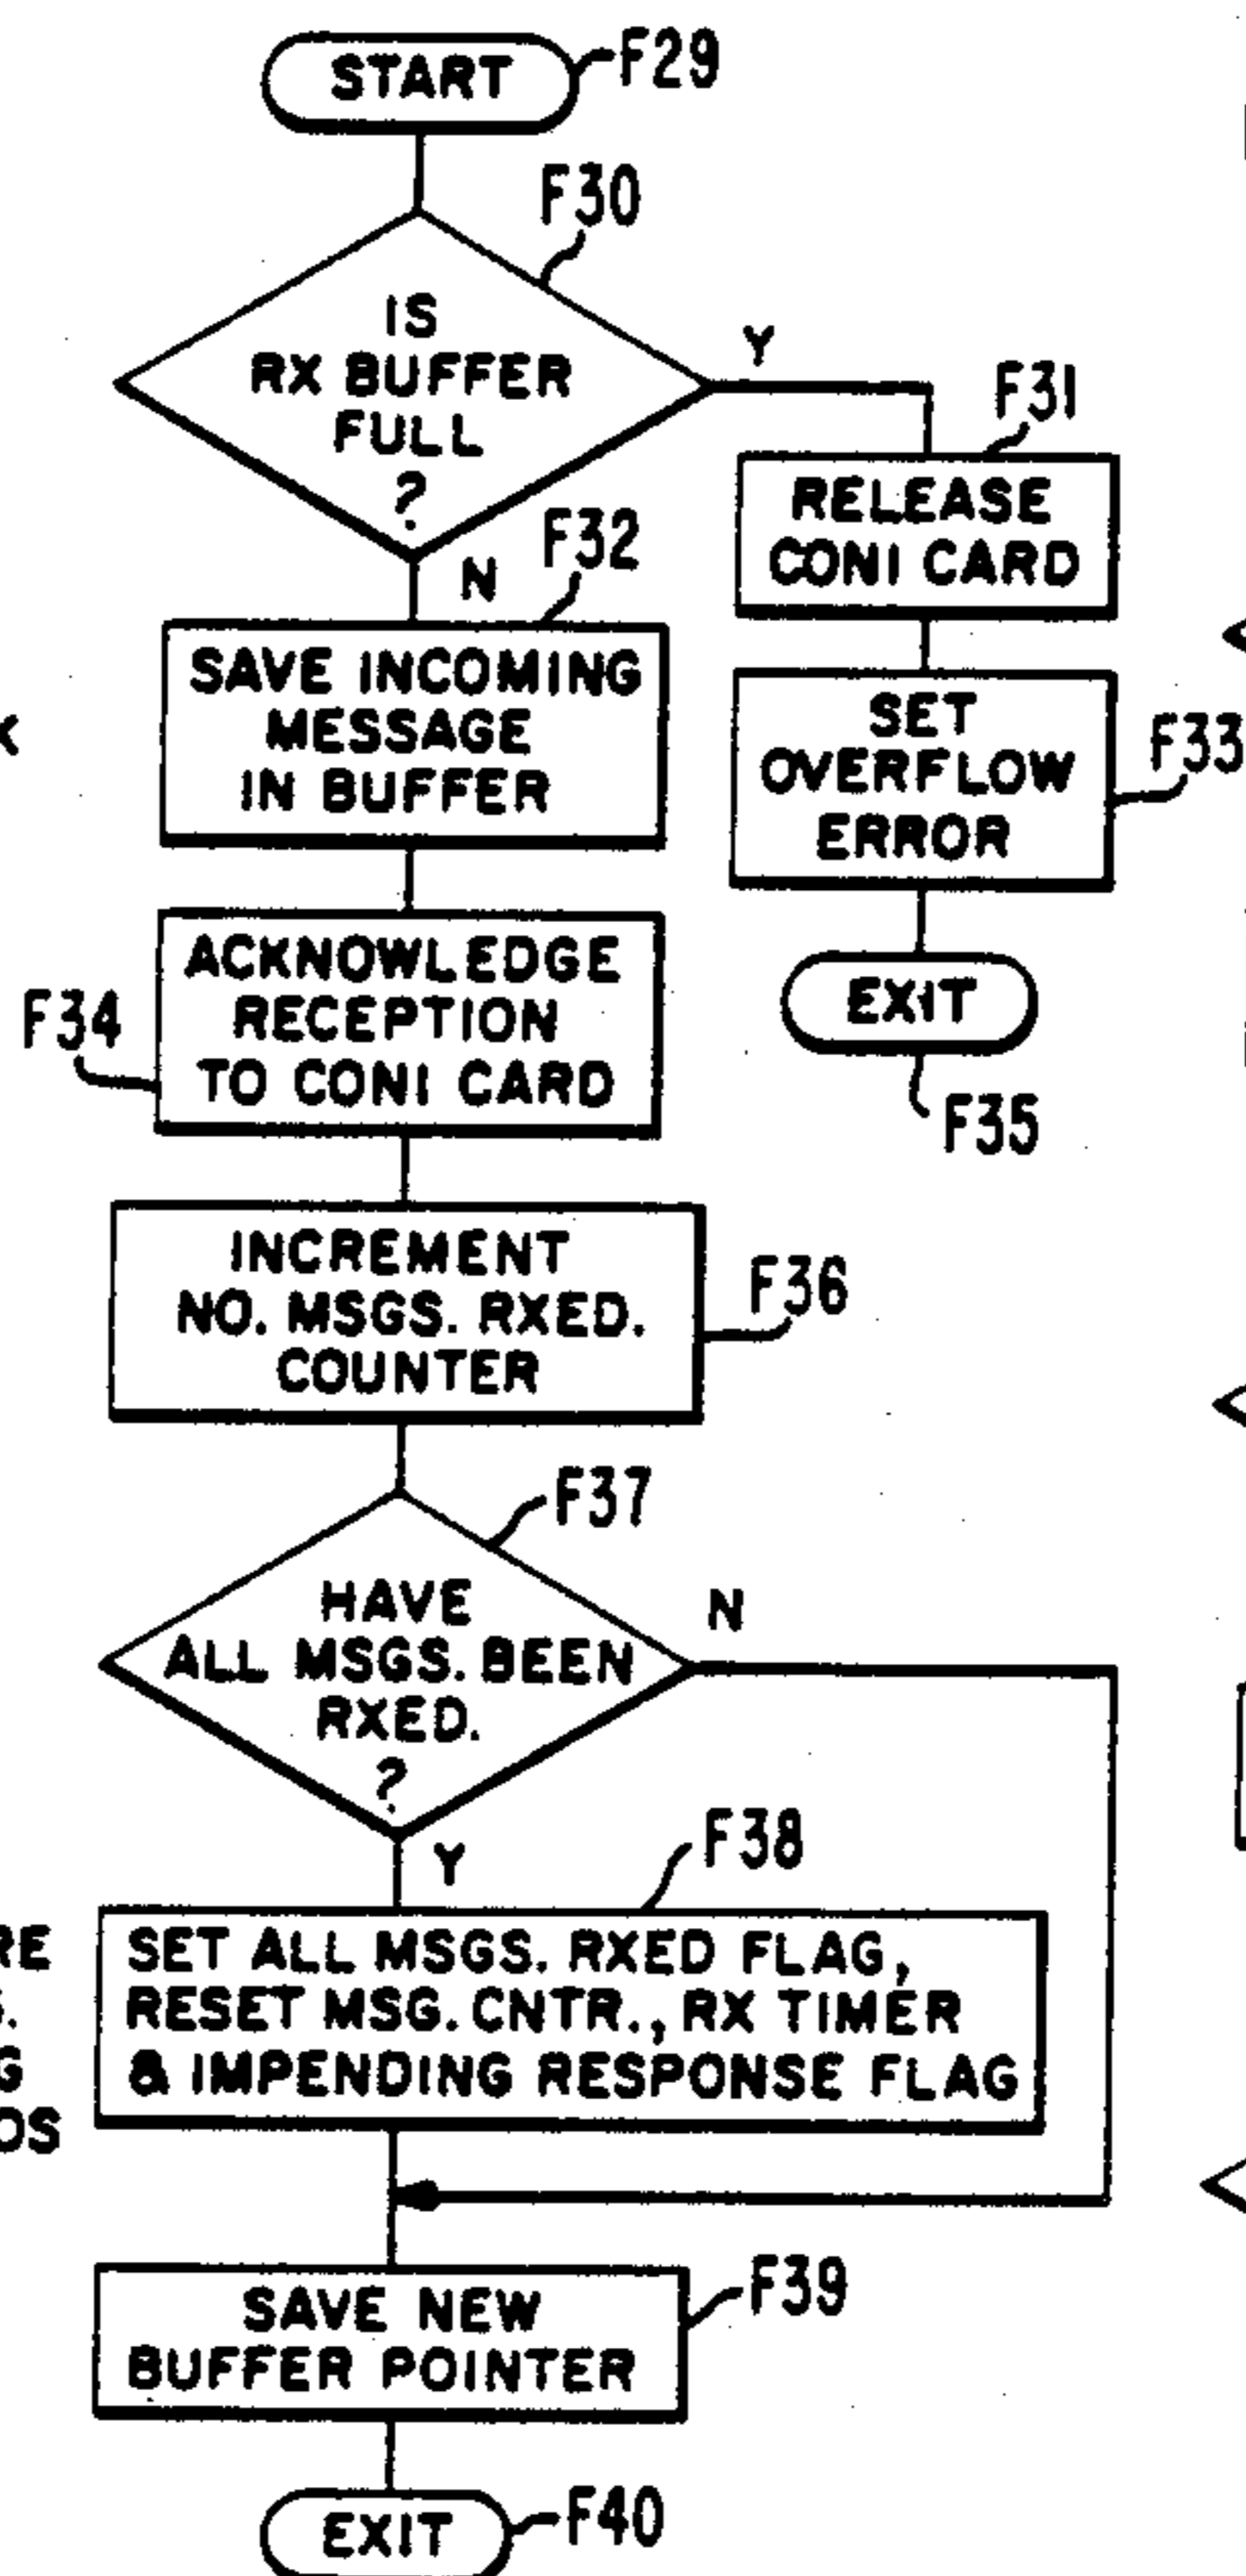 START
F29
F30
IS
RX BUFFER
FULL
?
Y
N
F31
RELEASE
CONI CARD
F32
SAVE INCOMING
MESSAGE
IN BUFFER
SET
OVERFLOW
ERROR
F33
X
F34
ACKNOWLEDGE
RECEPTION
TO CONI CARD
EXIT
F35
INCREMENT
NO. MSGS. RXED.
COUNTER
F36
F37
HAVE
ALL MSGS. BEEN
RXED.
?
N
Y
F38
SET ALL MSGS. RXED FLAG,
RESET MSG. CNTR., RX TIMER
& IMPENDING RESPONSE FLAG
RE
G
OS
SAVE NEW
BUFFER POINTER
F39
EXIT
F40